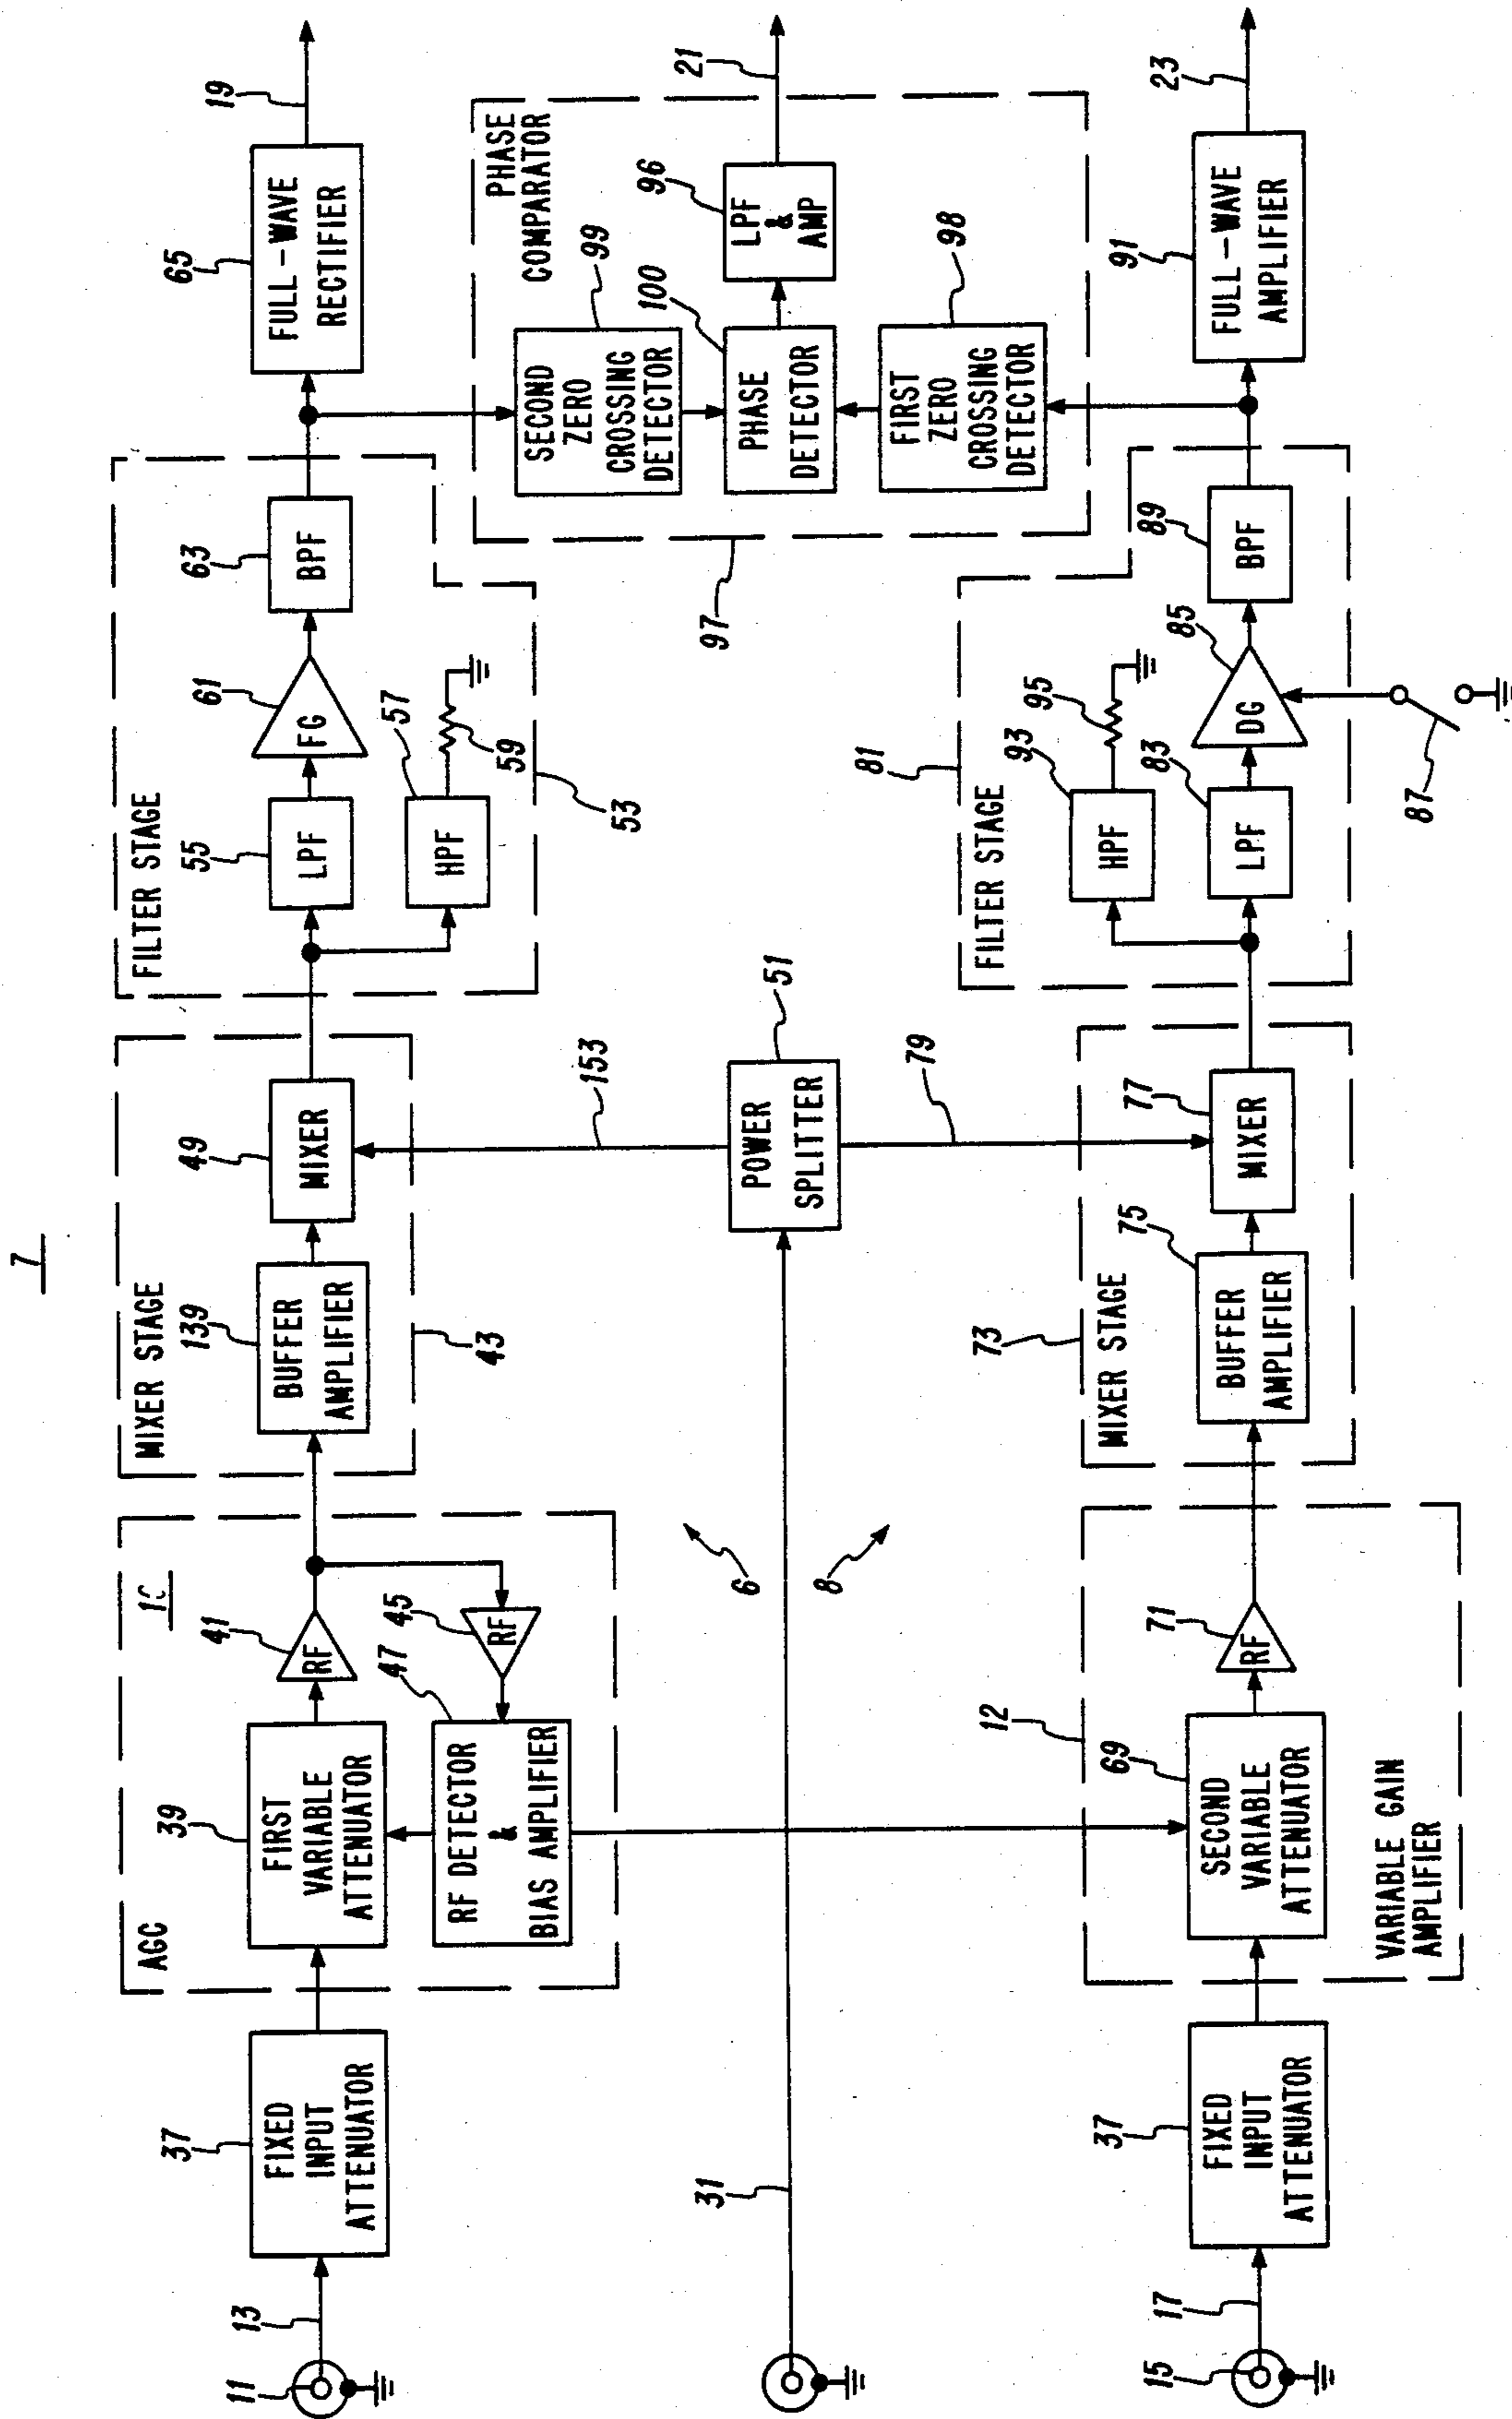 7
11
13
37
FIXED
INPUT
ATTENUATOR
AGC
39
FIRST
VARIABLE
ATTENUATOR
41
RF
45
RF
47
RF DETECTOR
&
BIAS AMPLIFIER
MIXER STAGE
139
BUFFER
AMPLIFIER
43
49
MIXER
FILTER STAGE
55
LPF
57
HPF
59
53
61
FG
63
BPF
65
FULL-WAVE
RECTIFIER
19
31
6
8
153
POWER
SPLITTER
51
79
97
PHASE
COMPARATOR
SECOND
ZERO
CROSSING
DETECTOR
99
PHASE
DETECTOR
100
FIRST
ZERO
CROSSING
DETECTOR
98
LPF
&
AMP
96
21
15
17
37
FIXED
INPUT
ATTENUATOR
12
69
SECOND
VARIABLE
ATTENUATOR
71
RF
VARIABLE GAIN
AMPLIFIER
73
MIXER STAGE
75
BUFFER
AMPLIFIER
77
MIXER
81
FILTER STAGE
93
HPF
95
83
LPF
85
DG
87
89
BPF
91
FULL-WAVE
AMPLIFIER
23